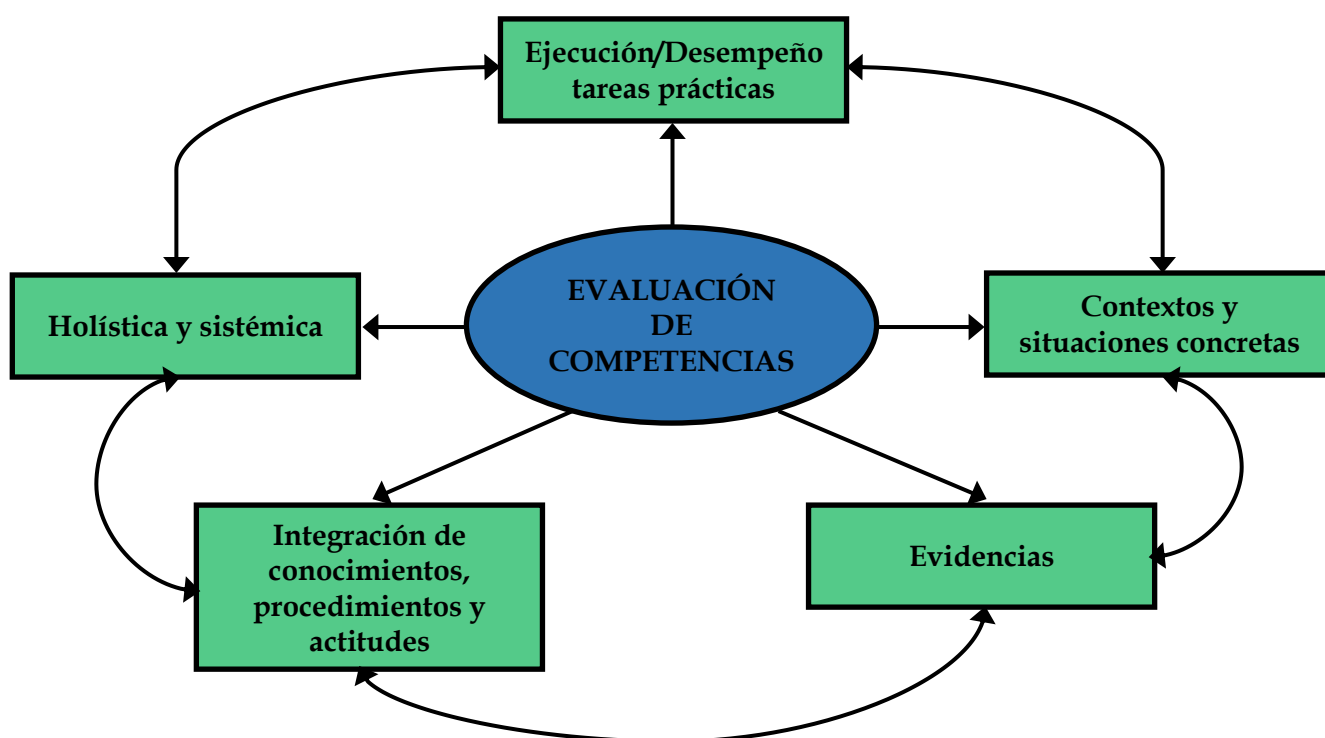 Ejecución/Desempeño
tareas prácticas
Holística y sistémica
EVALUACIÓN
DE
COMPETENCIAS
Contextos y
situaciones concretas
Integración de
conocimientos,
procedimientos y
actitudes
Evidencias